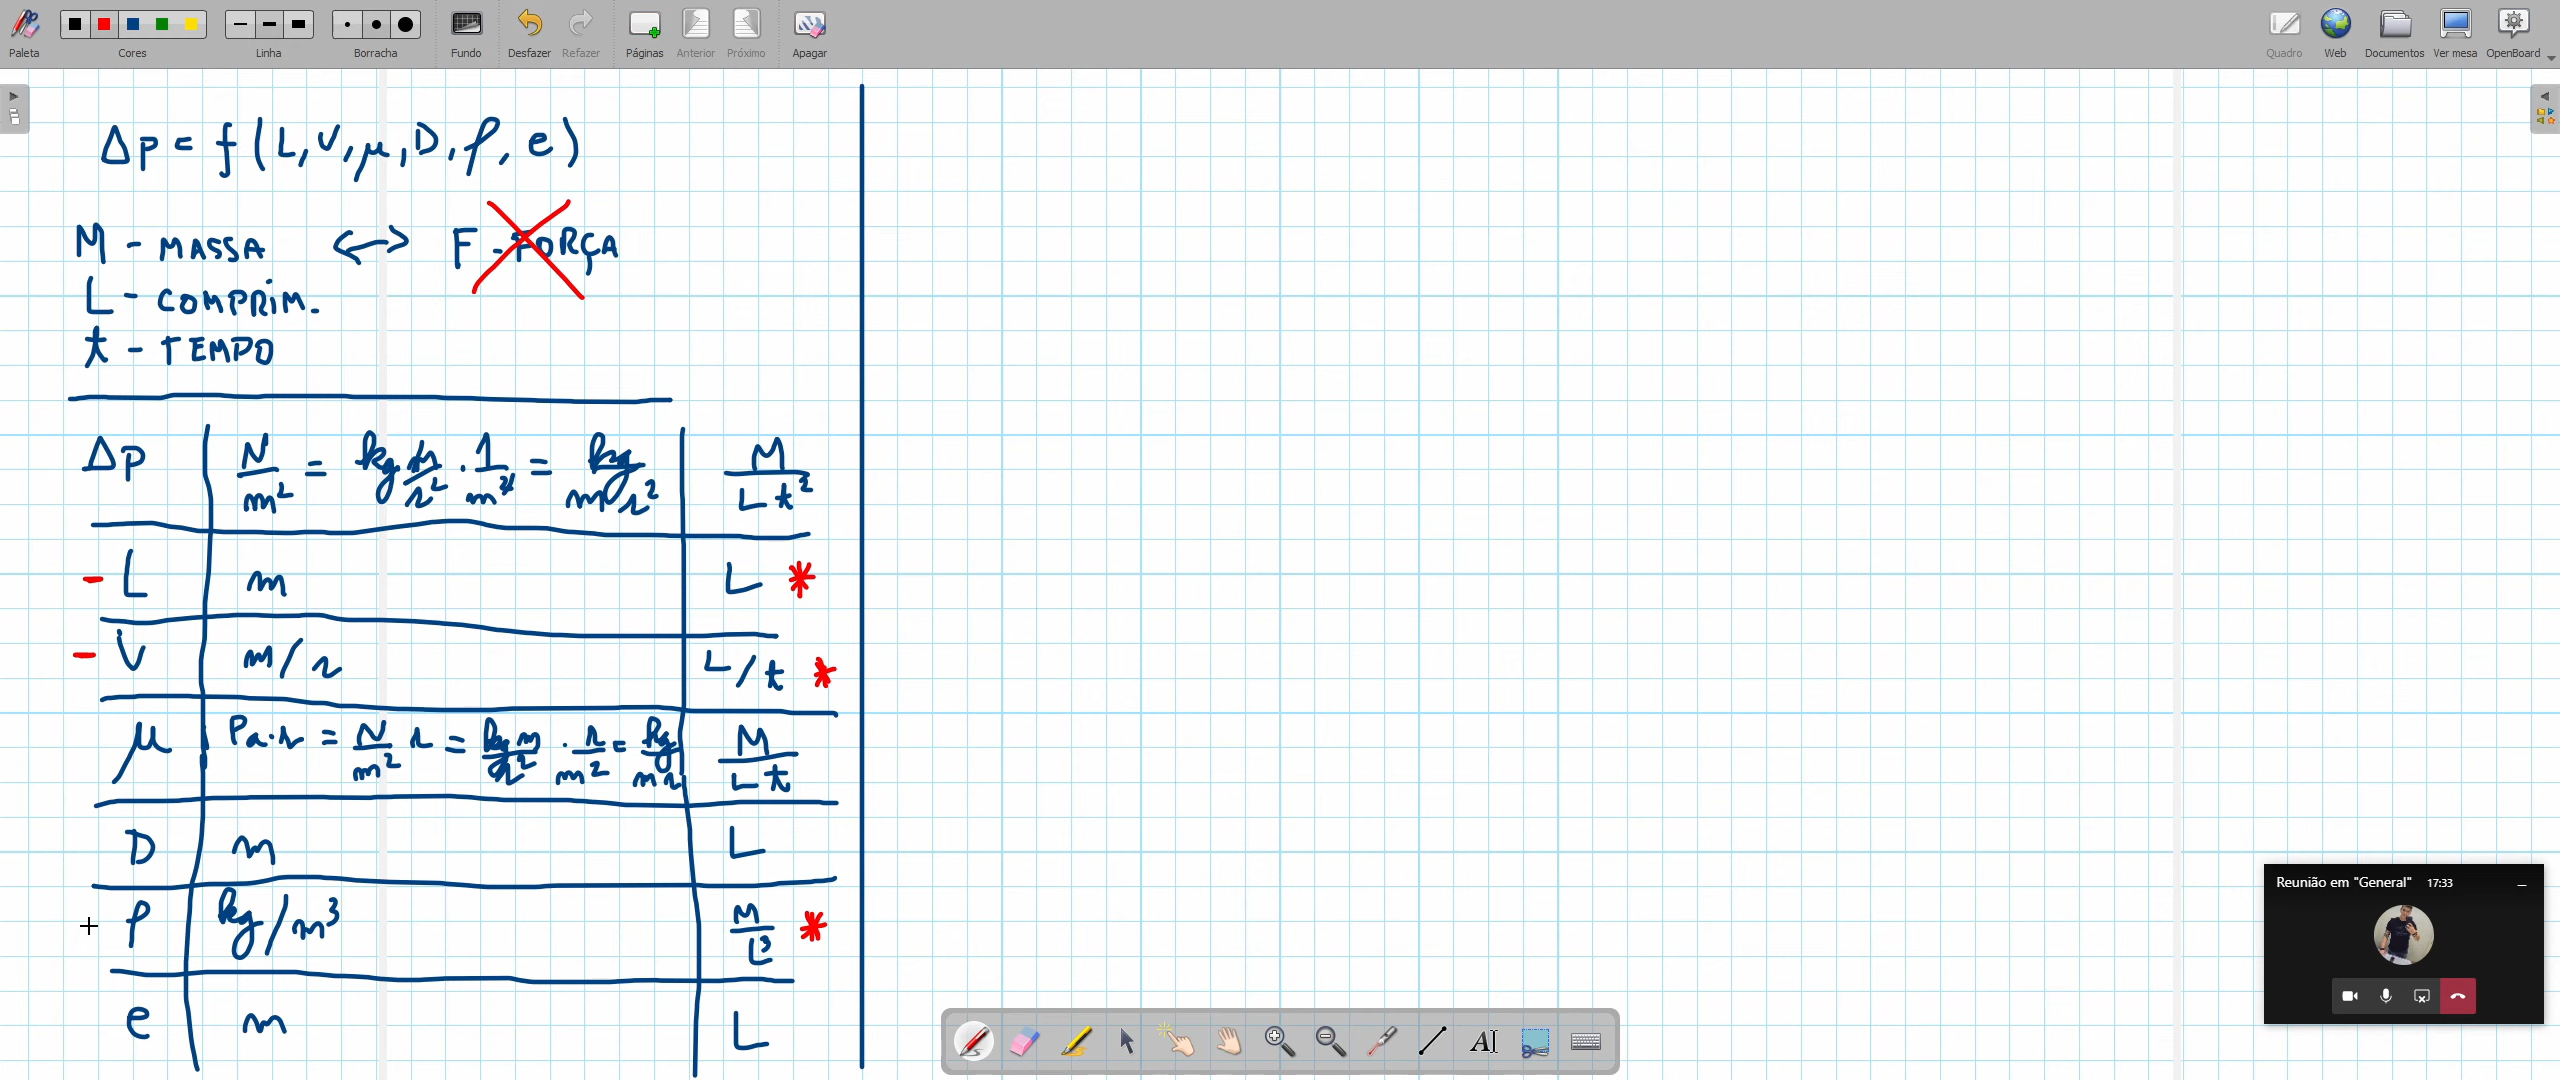 Paleta Cores Linha Borracha Fundo Desfazer Refazer Páginas Anterior Próximo Apagar Quadro Web Documentos Ver mesa OpenBoard
Δp = f(L, V, μ, D, ρ, e)
M - MASSA ↔ F - FORÇA
L - COMPRIM.
t - TEMPO
Δp N/m² = kg·m/s² · 1/m² = kg/m s² M/L t²
- L m L *
- V m/s L/t *
μ Pa·s = N/m² s = kg m/s² · s/m² = kg/m s M/L t
D m L
ρ kg/m³ M/L³ *
e m L
Reunião em "General" 17:33